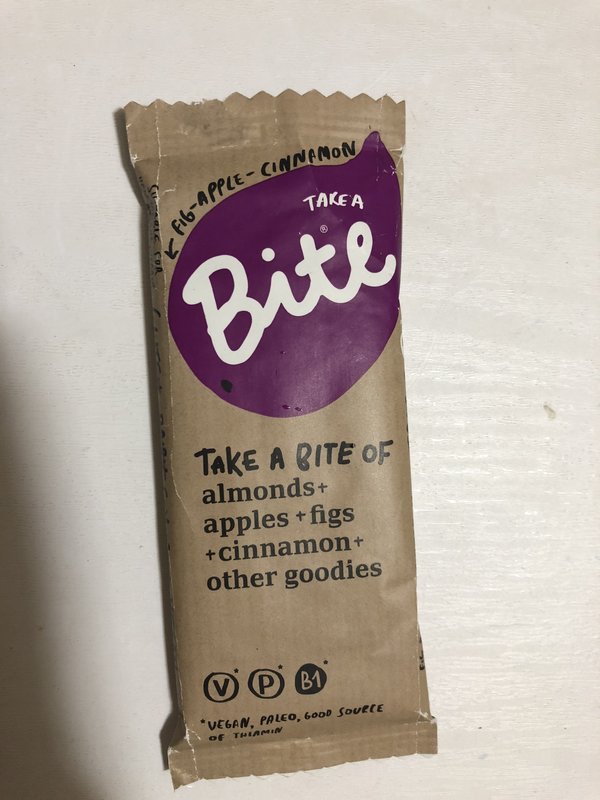 FIG-APPLE-CINNAMON
TAKE A
Bite®
TAKE A BITE OF
almonds+
apples + figs
+cinnamon+
other goodies
V* P* B1*
*VEGAN, PALEO, GOOD SOURCE
OF THIAMIN